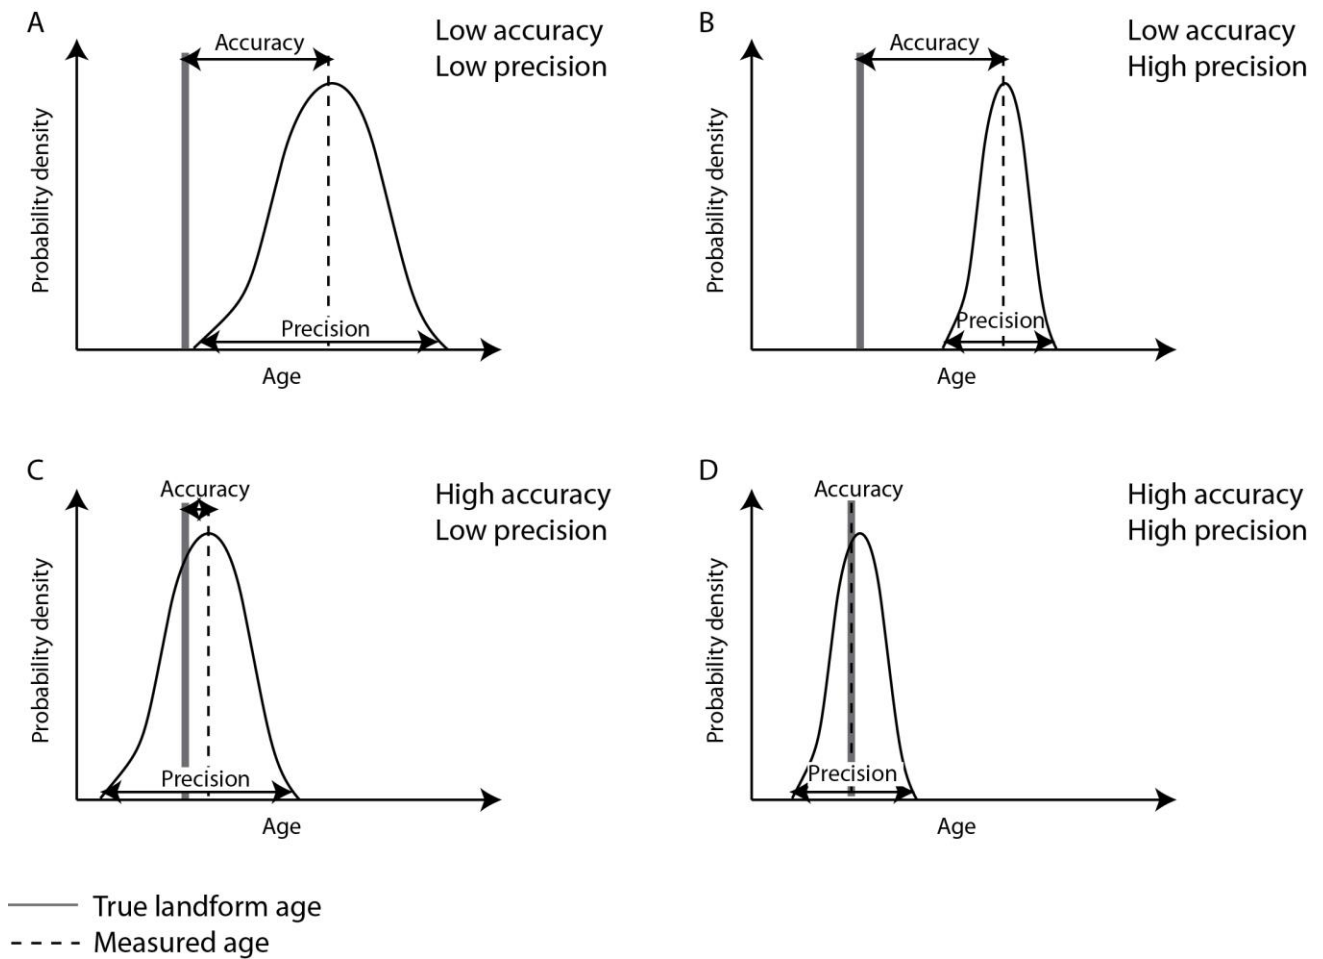 A
Accuracy
Low accuracy
Low precision
Probability density
Precision
Age
B
Accuracy
Low accuracy
High precision
Probability density
Precision
Age
C
Accuracy
High accuracy
Low precision
Probability density
Precision
Age
D
Accuracy
High accuracy
High precision
Probability density
Precision
Age
True landform age
Measured age